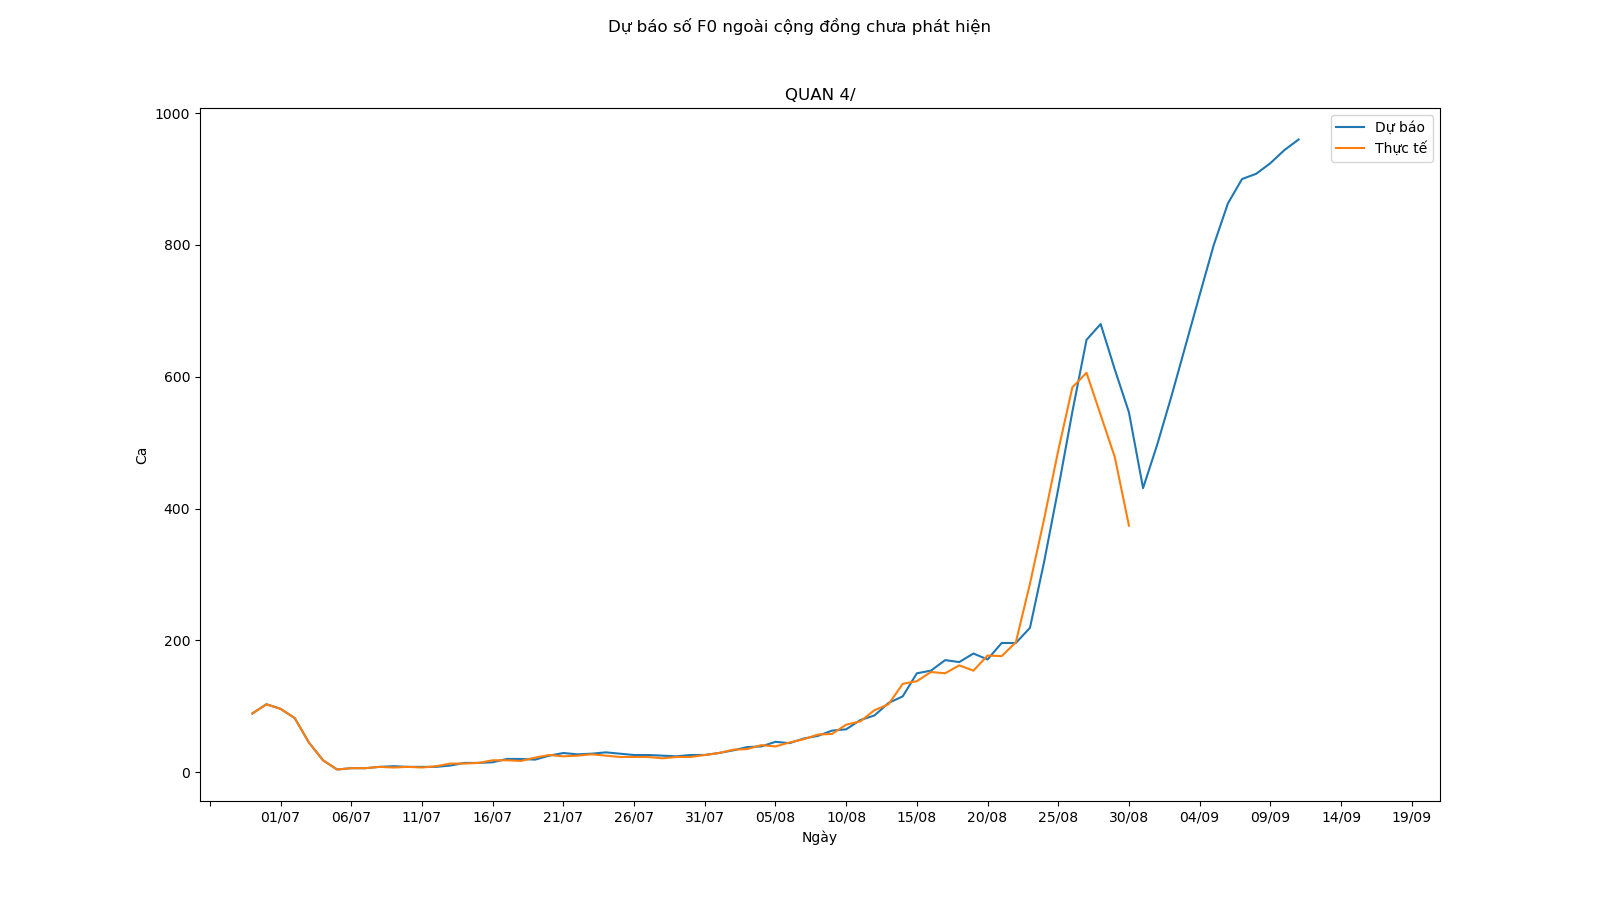 Dự báo số F0 ngoài cộng đồng chưa phát hiện
QUAN 4/
Dự báo
Thực tế
1000
800
600
400
200
0
Ca
01/07 06/07 11/07 16/07 21/07 26/07 31/07 05/08 10/08 15/08 20/08 25/08 30/08 04/09 09/09 14/09 19/09
Ngày